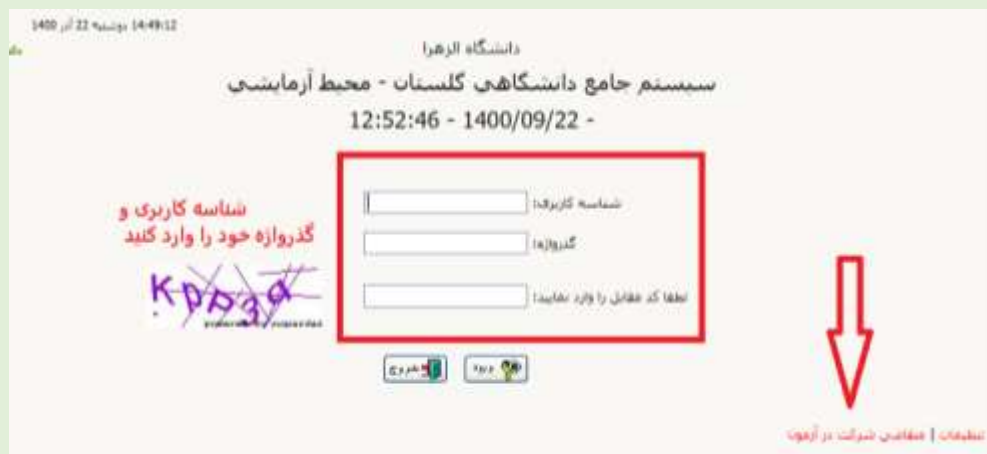 14:49:12 دوشنبه 22 آذر 1400
دانشگاه الزهرا
سیستم جامع دانشگاهی گلستان - محیط آزمایشی
12:52:46 - 1400/09/22 -
شناسه کاربری:
شناسه کاربری و
گذرواژه خود را وارد کنید
گذرواژه:
لطفا کد مقابل را وارد نمایید:
ورود
خروج
تنظیمات | متقاضی شرکت در آزمون